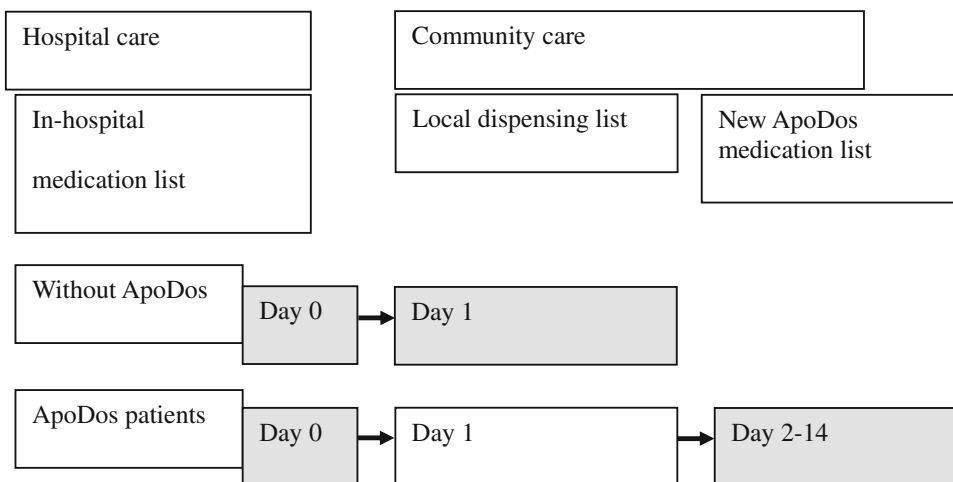 Hospital care
Community care
In-hospital
medication list
Local dispensing list
New ApoDos
medication list
Without ApoDos
Day 0
Day 1
ApoDos patients
Day 0
Day 1
Day 2-14